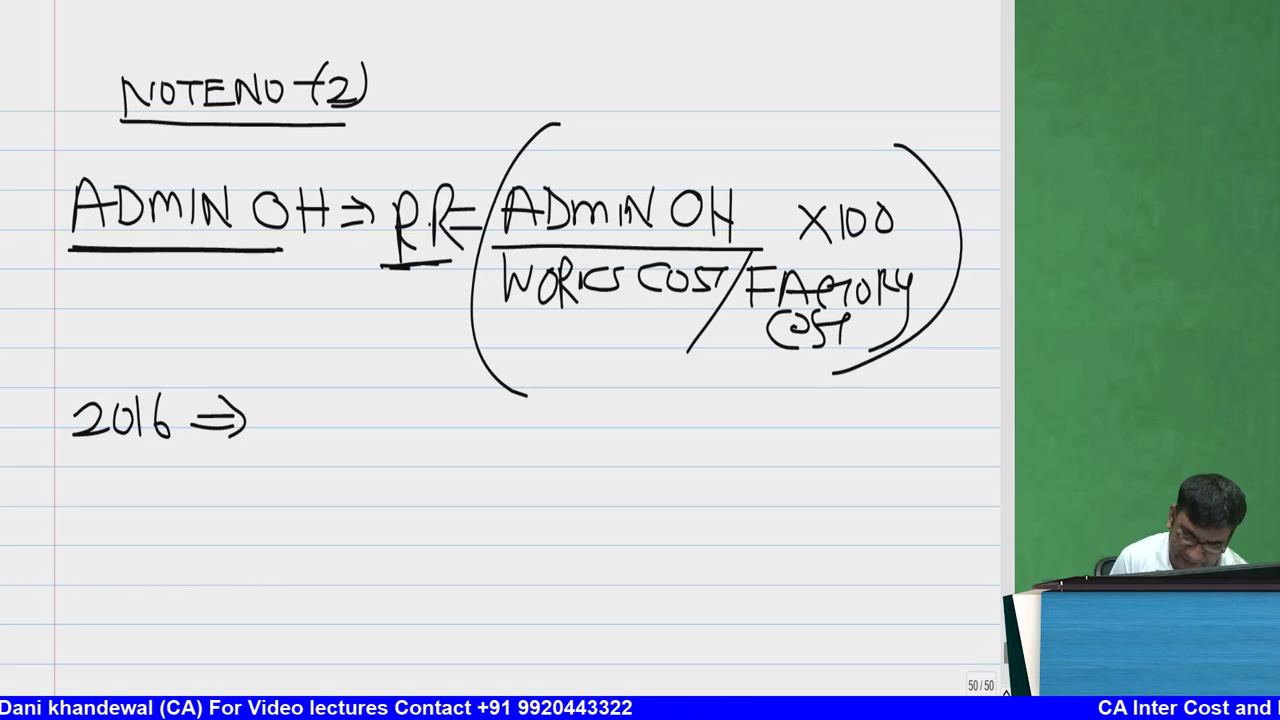 NOTE NO - (2)
ADMIN OH ⇒ R.R = ( ADMIN OH X100
WORKS COST / FACTORY COST )
2016 ⇒
50 / 50
Dani khandewal (CA) For Video lectures Contact +91 9920443322
CA Inter Cost and